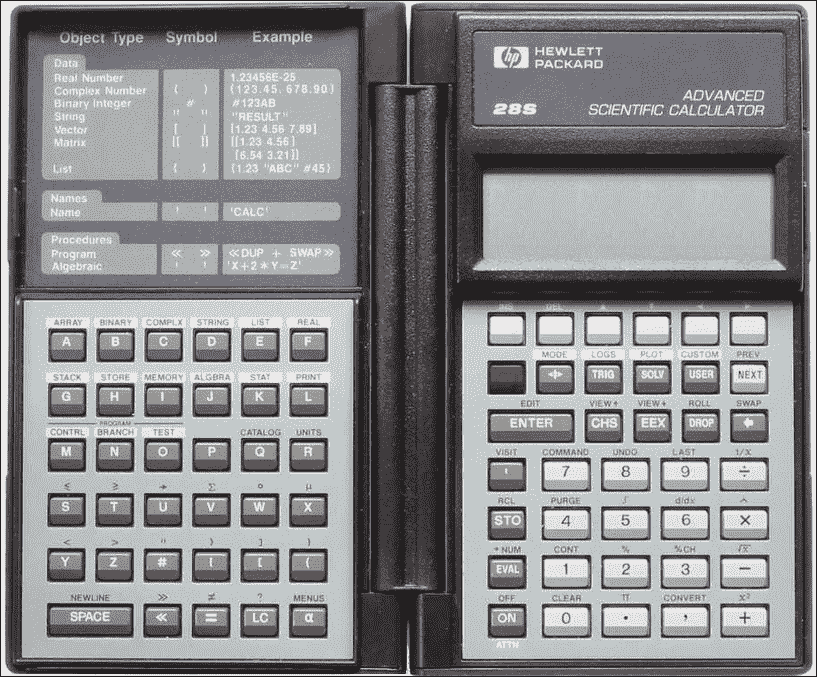 Object Type Symbol Example
Data
Real Number 1.23456E-25
Complex Number ( ) (123.45, 678.90)
Binary Integer # #123AB
String " " "RESULT"
Vector [ ] [1.23 4.56 7.89]
Matrix [[ ]] [[1.23 4.56]
[6.54 3.21]]
List { } {1.23 "ABC" #45}
Names
Name ' ' 'CALC'
Procedures
Program « » «DUP + SWAP»
Algebraic ' ' 'X+2*Y=Z'
ARRAY BINARY COMPLX STRING LIST REAL
A B C D E F
STACK STORE MEMORY ALGBRA STAT PRINT
G H I J K L
PROGRAM
CONTRL BRANCH TEST CATALOG UNITS
M N O P Q R
≤ ≥ → Σ ° μ
S T U V W X
< > " ) ] }
Y Z # ( [ {
NEWLINE » ≠ ? MENUS
SPACE « = LC α
hp HEWLETT
PACKARD
28S ADVANCED
SCIENTIFIC CALCULATOR
INS DEL ▲ ▼ ◄ ►
MODE LOGS PLOT CUSTOM PREV
◄► TRIG SOLV USER NEXT
EDIT VIEW↑ VIEW↓ ROLL SWAP
ENTER CHS EEX DROP ←
VISIT COMMAND UNDO LAST 1/X
' 7 8 9 ÷
RCL PURGE ∫ d/dx ^
STO 4 5 6 ×
→NUM CONT % %CH √x
EVAL 1 2 3 −
OFF CLEAR π CONVERT x²
ON 0 . , +
ATTN